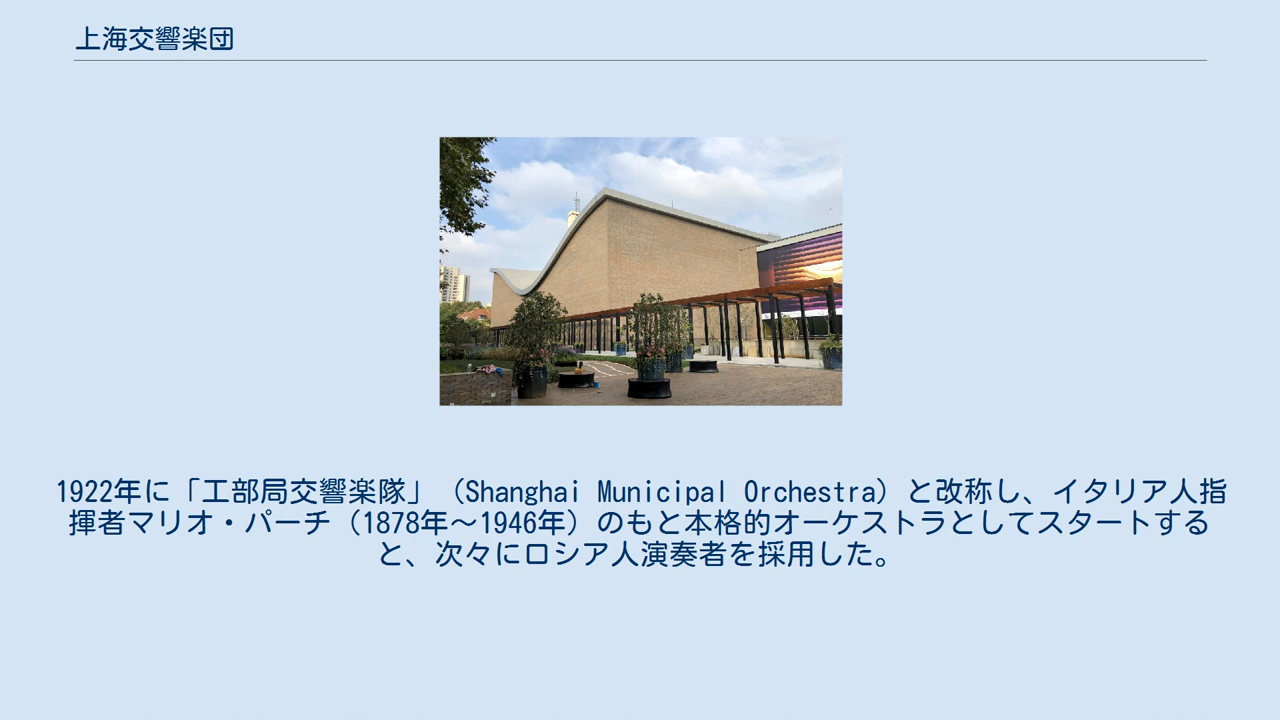 上海交響楽団
1922年に「工部局交響楽隊」（Shanghai Municipal Orchestra）と改称し、イタリア人指
揮者マリオ・パーチ（1878年～1946年）のもと本格的オーケストラとしてスタートする
と、次々にロシア人演奏者を採用した。